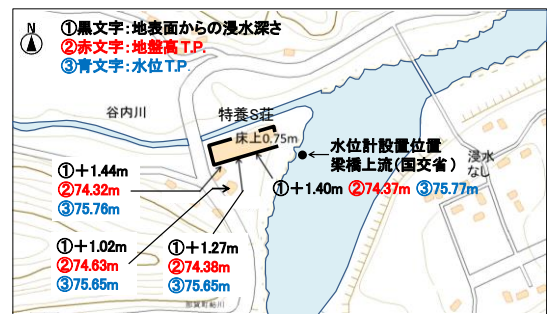 N
①黒文字：地表面からの浸水深さ
②赤文字：地盤高T.P.
③青文字：水位T.P.
谷内川
特養S荘
床上0.75m
水位計設置位置
梁橋上流(国交省)
浸水
なし
①＋1.44m
②74.32m
③75.76m
①＋1.40m ②74.37m ③75.77m
①＋1.02m
②74.63m
③75.65m
①＋1.27m
②74.38m
③75.65m